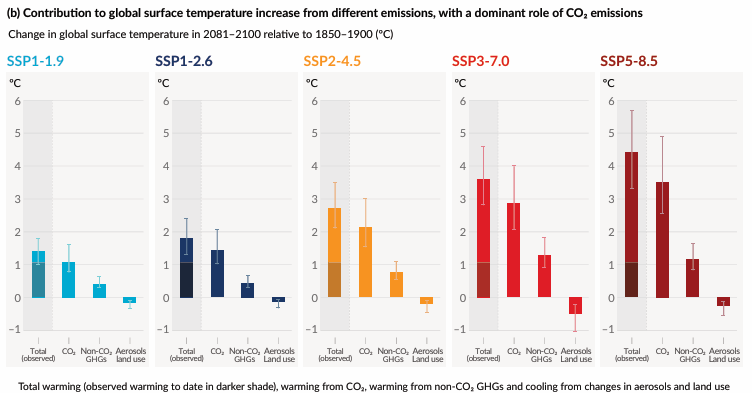 (b) Contribution to global surface temperature increase from different emissions, with a dominant role of CO₂ emissions
Change in global surface temperature in 2081–2100 relative to 1850–1900 (°C)
SSP1-1.9 SSP1-2.6 SSP2-4.5 SSP3-7.0 SSP5-8.5
°C °C °C °C °C
6 6 6 6 6
5 5 5 5 5
4 4 4 4 4
3 3 3 3 3
2 2 2 2 2
1 1 1 1 1
0 0 0 0 0
–1 –1 –1 –1 –1
Total CO₂ Non-CO₂ Aerosols Total CO₂ Non-CO₂ Aerosols Total CO₂ Non-CO₂ Aerosols Total CO₂ Non-CO₂ Aerosols Total CO₂ Non-CO₂ Aerosols
(observed) GHGs Land use (observed) GHGs Land use (observed) GHGs Land use (observed) GHGs Land use (observed) GHGs Land use
Total warming (observed warming to date in darker shade), warming from CO₂, warming from non-CO₂ GHGs and cooling from changes in aerosols and land use